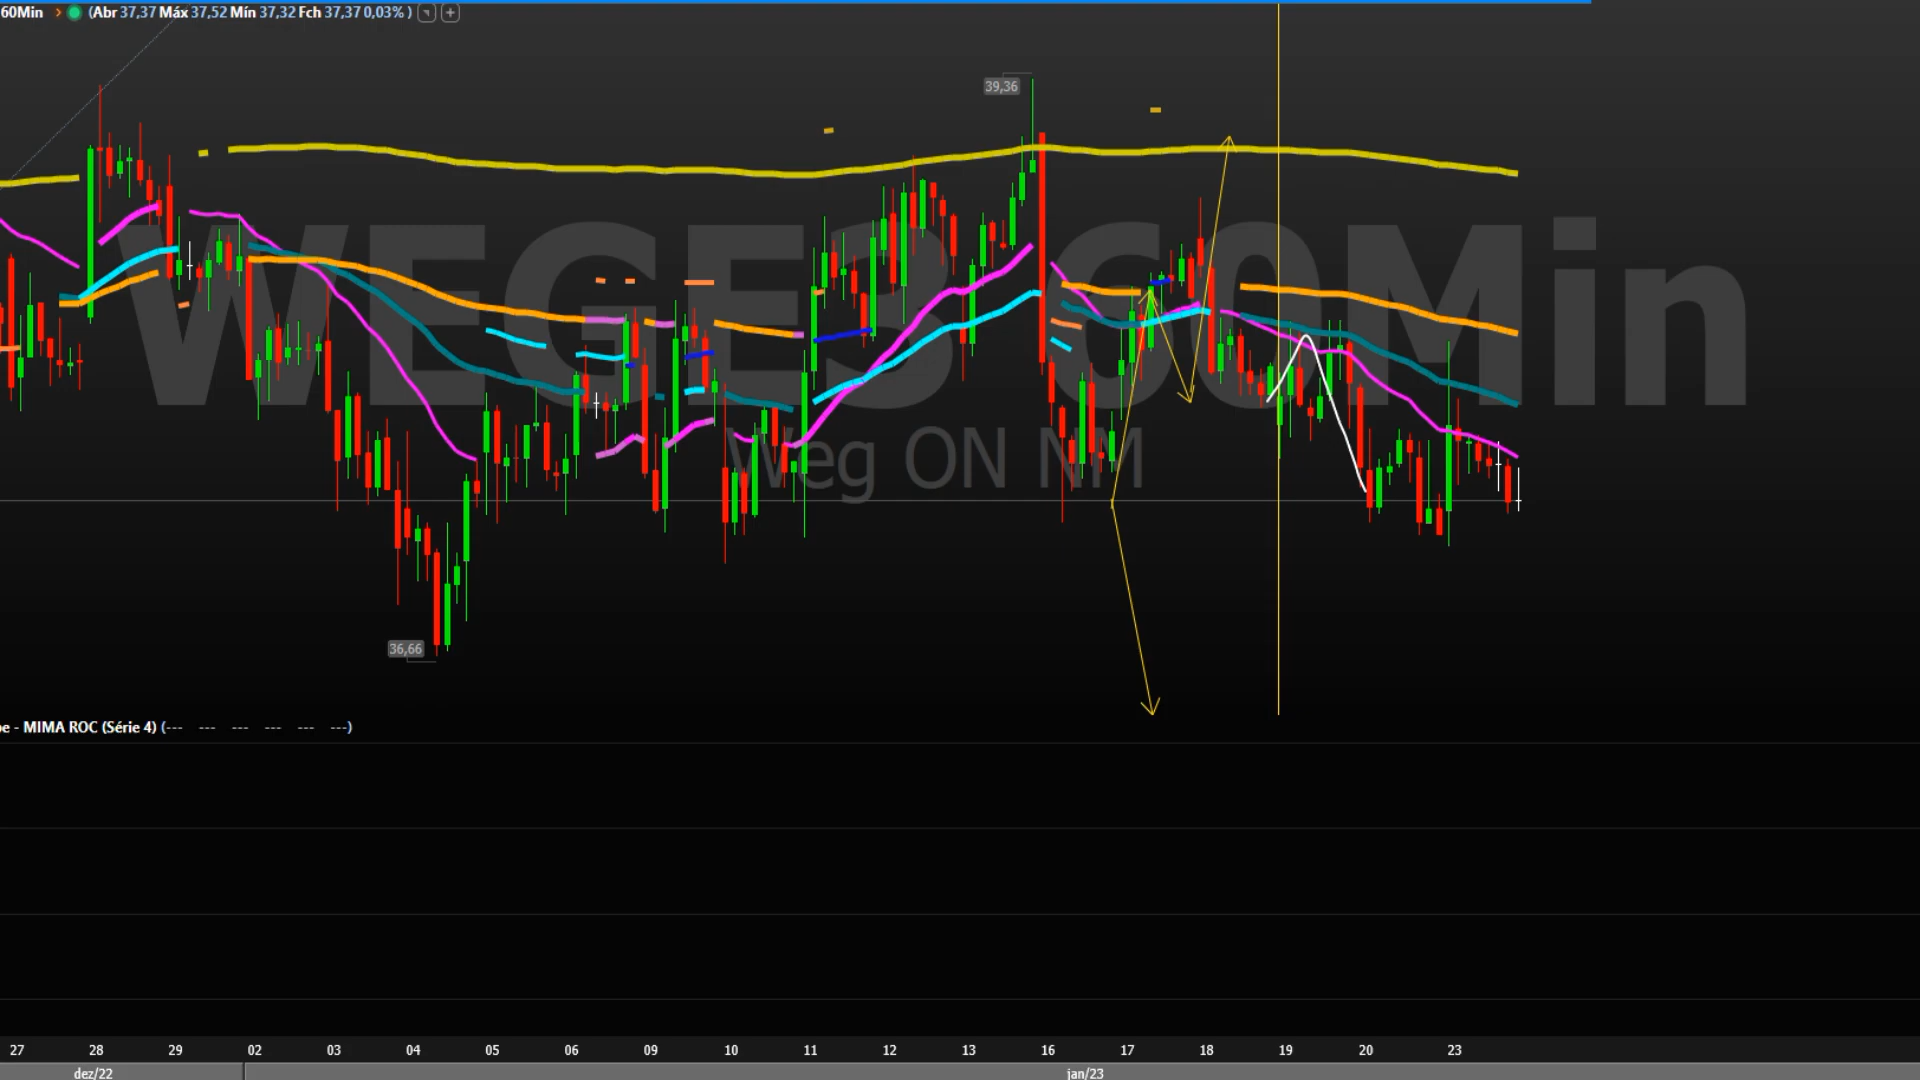 60Min (Abr 37,37 Máx 37,52 Mín 37,32 Fch 37,37 0,03% )
39,36
WEGE3 60Min
Weg ON NM
36,66
- MIMA ROC (Série 4) (--- --- --- --- --- ---)
27 28 29 02 03 04 05 06 09 10 11 12 13 16 17 18 19 20 23
dez/22 jan/23